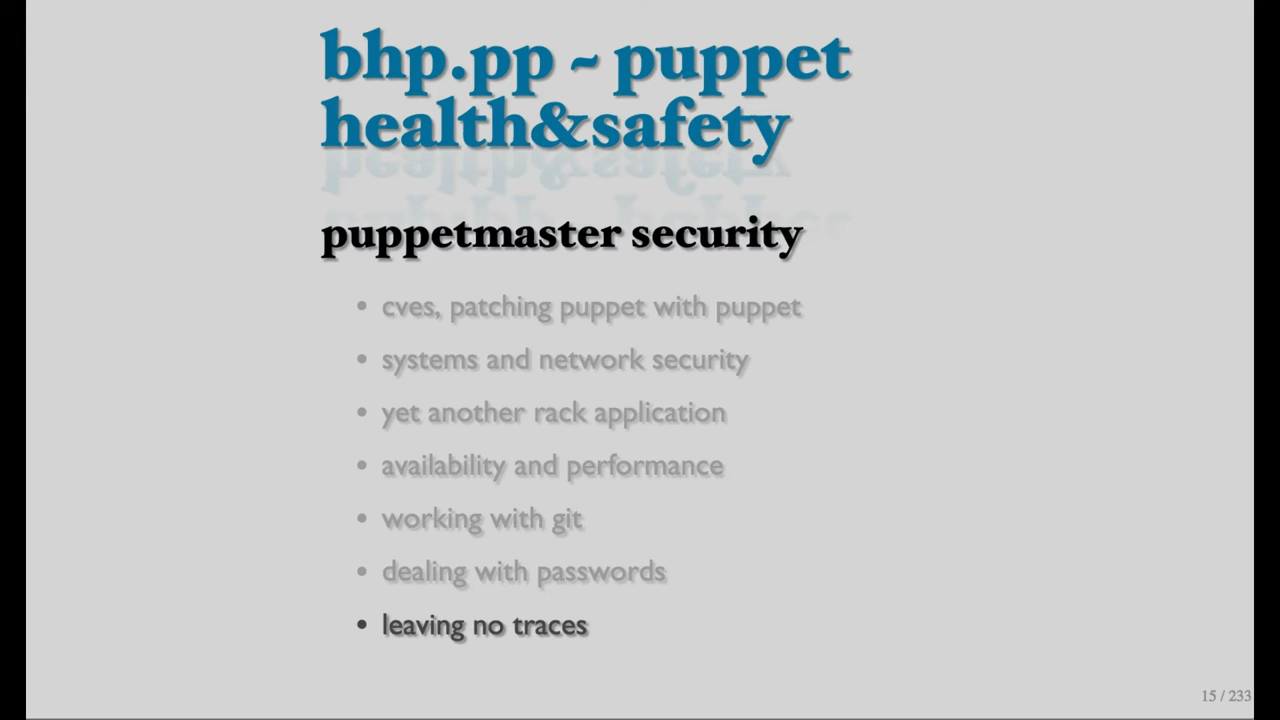 bhp.pp ~ puppet
health&safety
puppetmaster security
• cves, patching puppet with puppet
• systems and network security
• yet another rack application
• availability and performance
• working with git
• dealing with passwords
• leaving no traces
15 / 233